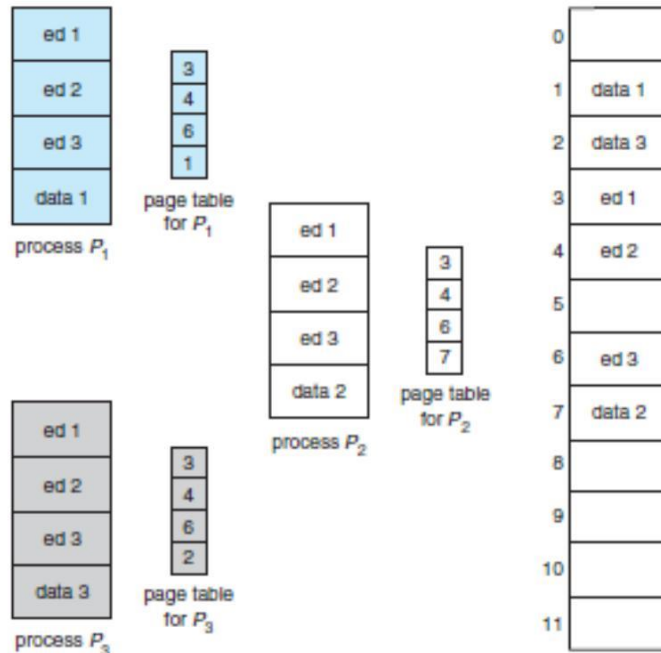 ed 1
ed 2
ed 3
data 1
process P1
3
4
6
1
page table
for P1
ed 1
ed 2
ed 3
data 2
process P2
3
4
6
7
page table
for P2
ed 1
ed 2
ed 3
data 3
process P3
3
4
6
2
page table
for P3
0
1 data 1
2 data 3
3 ed 1
4 ed 2
5
6 ed 3
7 data 2
8
9
10
11